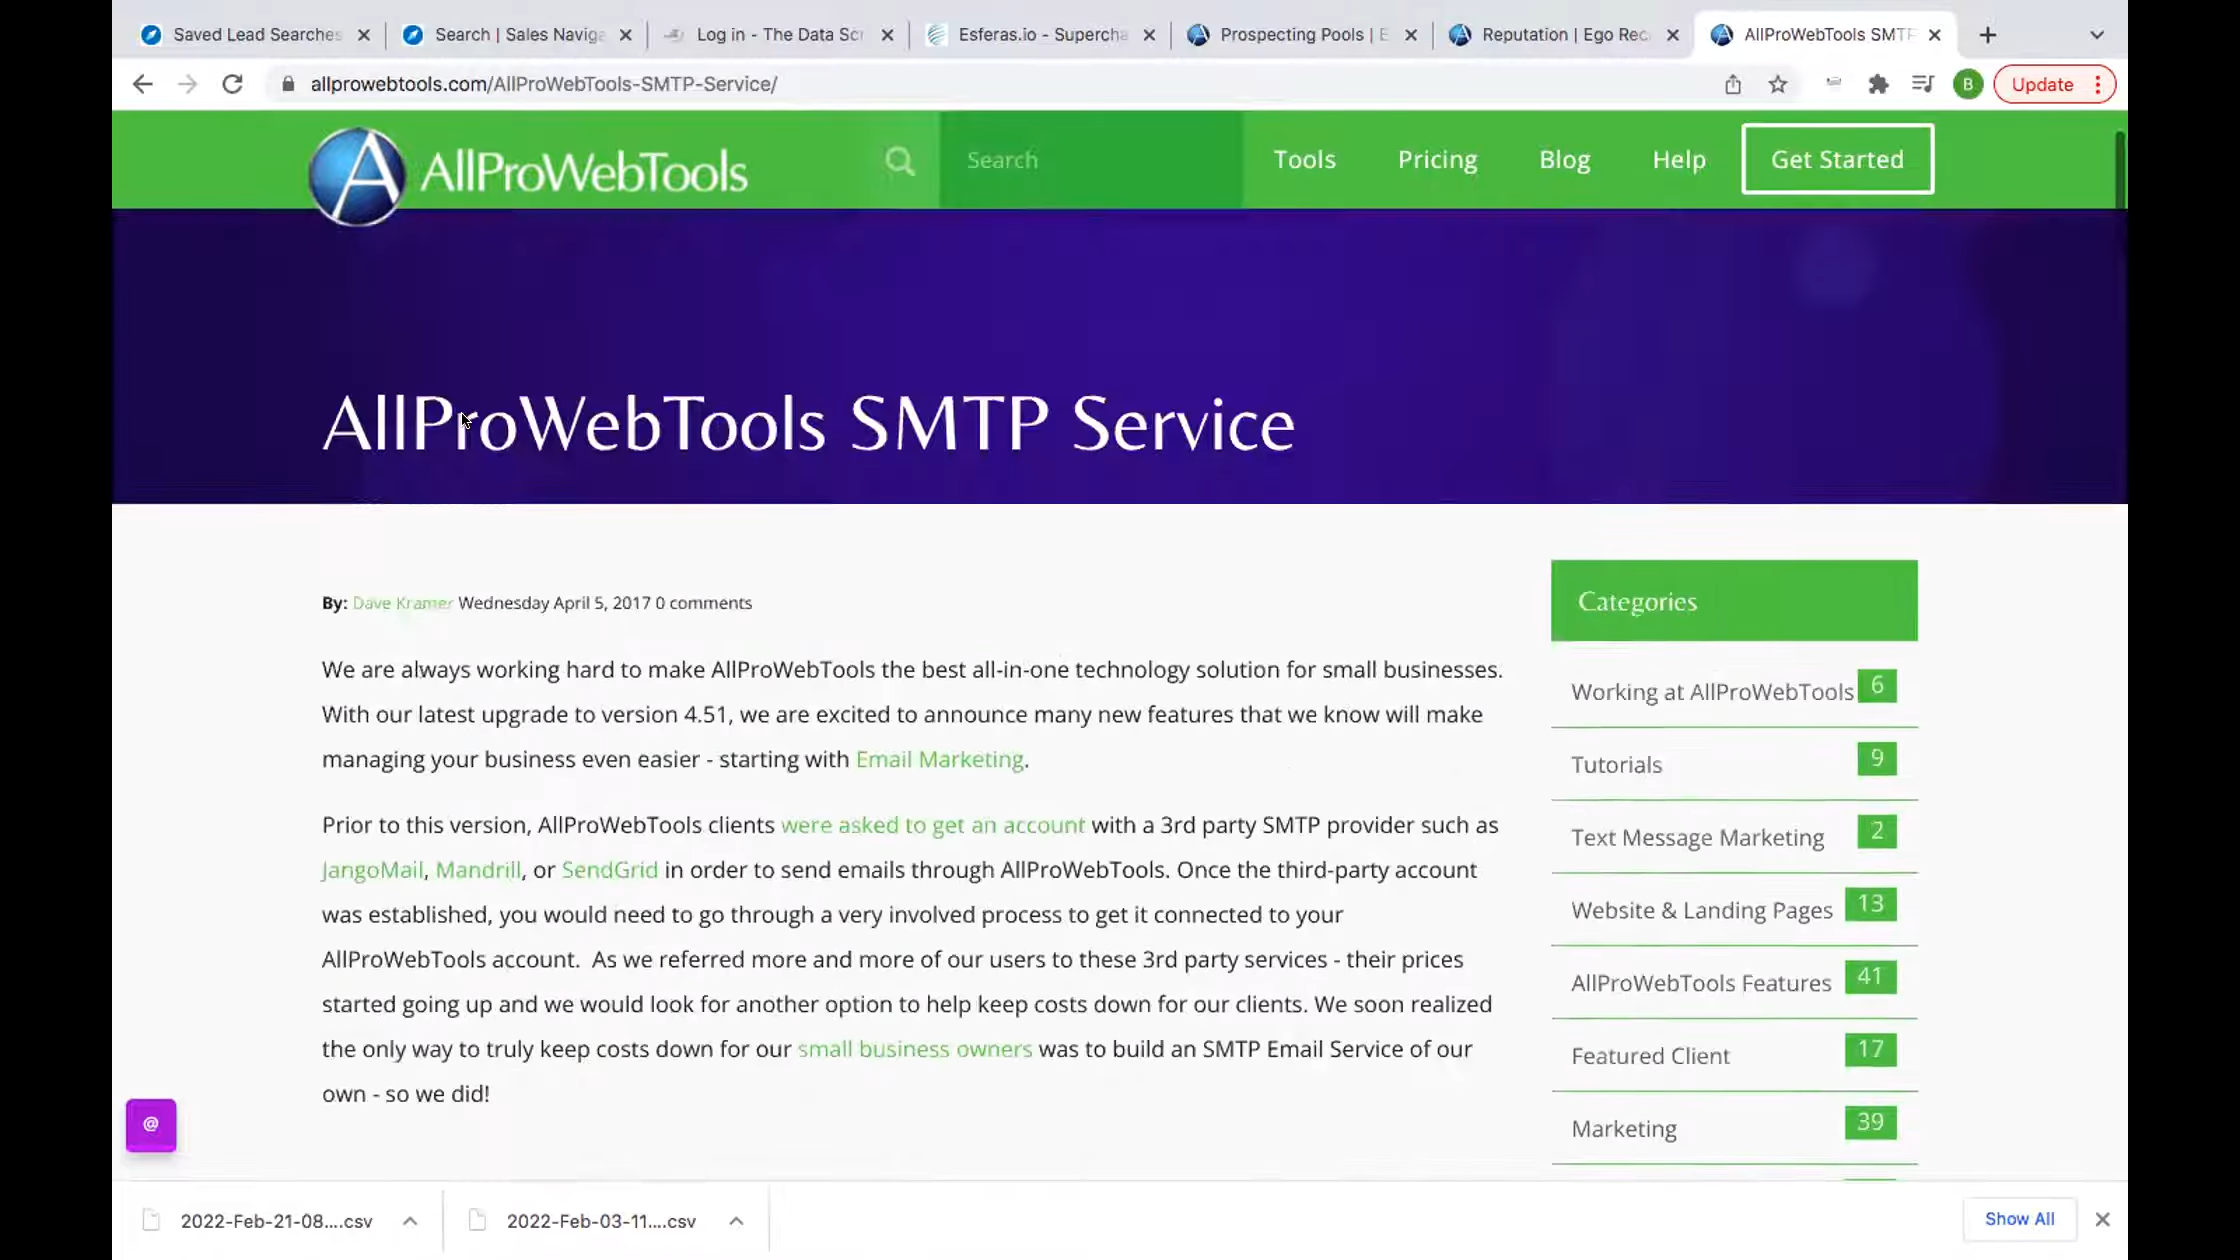 Saved Lead Searches
Search | Sales Naviga
Log in - The Data Scr
Esferas.io - Supercha
Prospecting Pools | E
Reputation | Ego Rec
AllProWebTools SMTP
allprowebtools.com/AllProWebTools-SMTP-Service/
B
Update
A AllProWebTools
Search
Tools
Pricing
Blog
Help
Get Started
AllProWebTools SMTP Service
By: Dave Kramer Wednesday April 5, 2017 0 comments
We are always working hard to make AllProWebTools the best all-in-one technology solution for small businesses.
With our latest upgrade to version 4.51, we are excited to announce many new features that we know will make
managing your business even easier - starting with Email Marketing.
Prior to this version, AllProWebTools clients were asked to get an account with a 3rd party SMTP provider such as
JangoMail, Mandrill, or SendGrid in order to send emails through AllProWebTools. Once the third-party account
was established, you would need to go through a very involved process to get it connected to your
AllProWebTools account.  As we referred more and more of our users to these 3rd party services - their prices
started going up and we would look for another option to help keep costs down for our clients. We soon realized
the only way to truly keep costs down for our small business owners was to build an SMTP Email Service of our
own - so we did!
Categories
Working at AllProWebTools 6
Tutorials 9
Text Message Marketing 2
Website & Landing Pages 13
AllProWebTools Features 41
Featured Client 17
Marketing 39
@
2022-Feb-21-08....csv
2022-Feb-03-11....csv
Show All